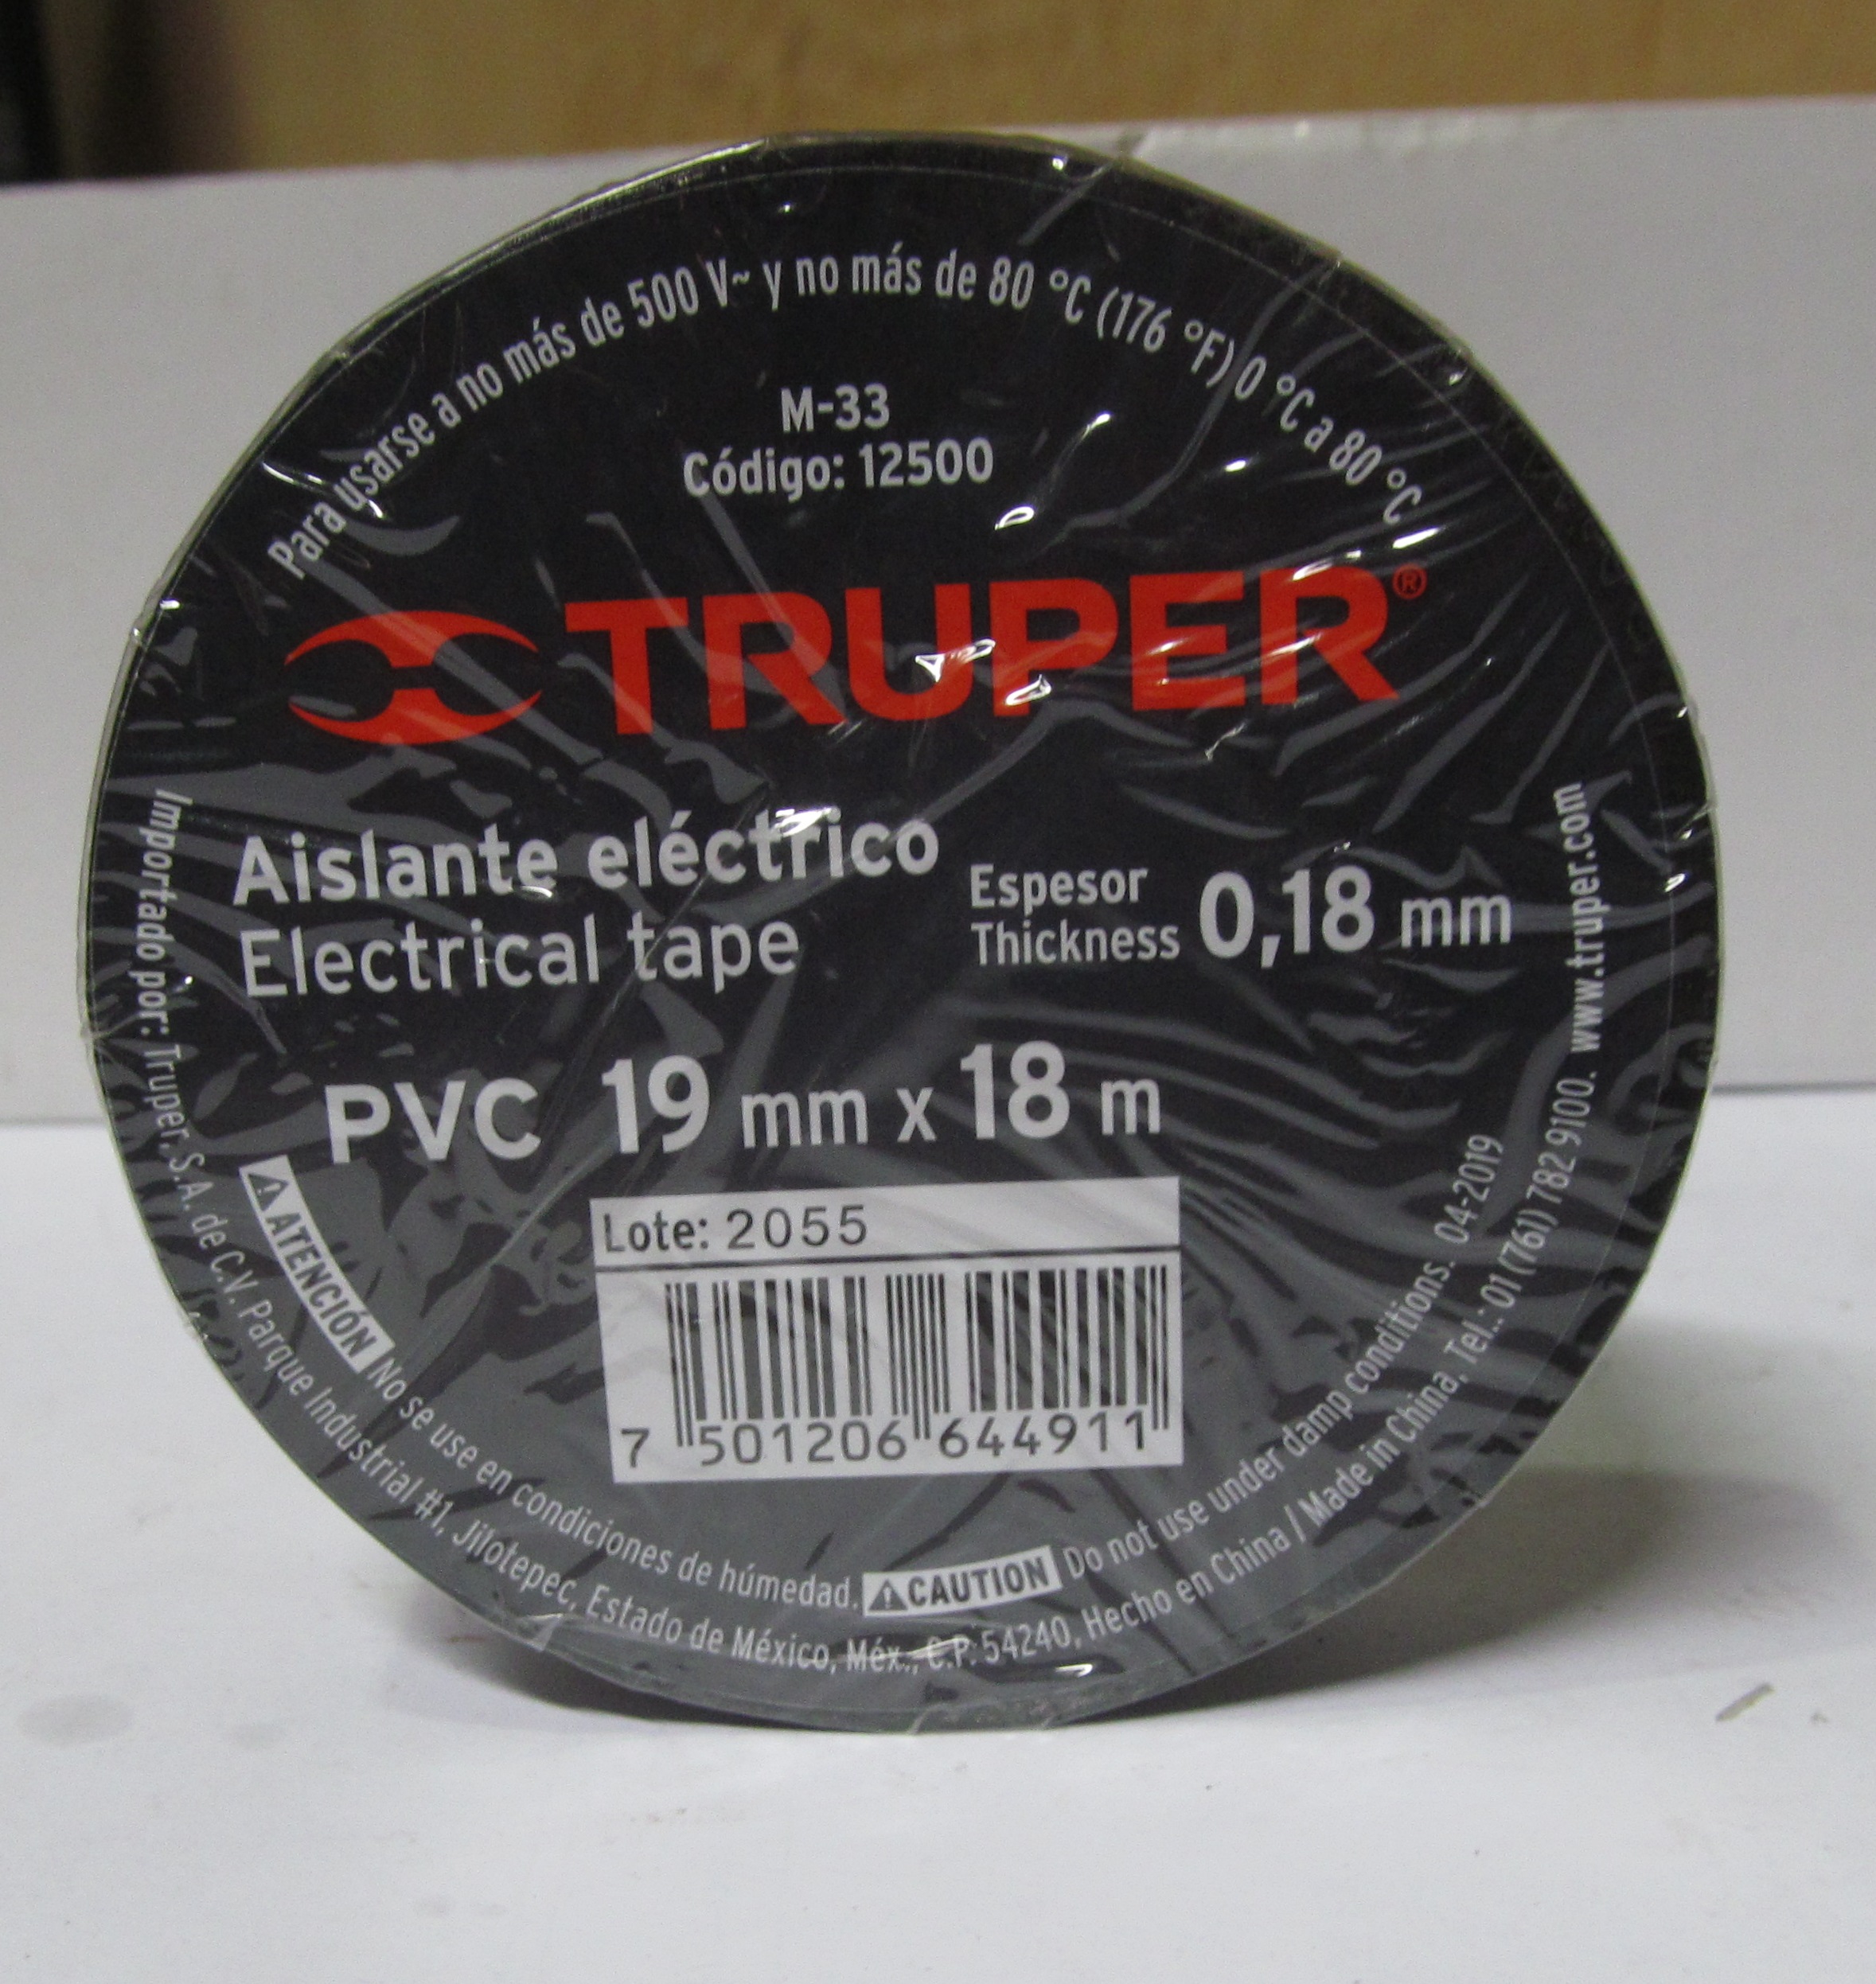 Para usarse a no más de 500 V~ y no más de 80 °C (176 °F) 0 °C a 80 °C
M-33
Código: 12500
TRUPER®
Aislante eléctrico
Electrical tape
Espesor
Thickness
0,18 mm
PVC 19 mm x 18 m
Lote: 2055
7 501206 644911
ATENCIÓN No se use en condiciones de húmedad. CAUTION Do not use under damp conditions. 04-2019
Importado por: Truper, S.A. de C.V. Parque Industrial #1, Jilotepec, Estado de México, Méx., C.P. 54240, Hecho en China / Made in China, Tel.: 01 (761) 782 9100. www.truper.com